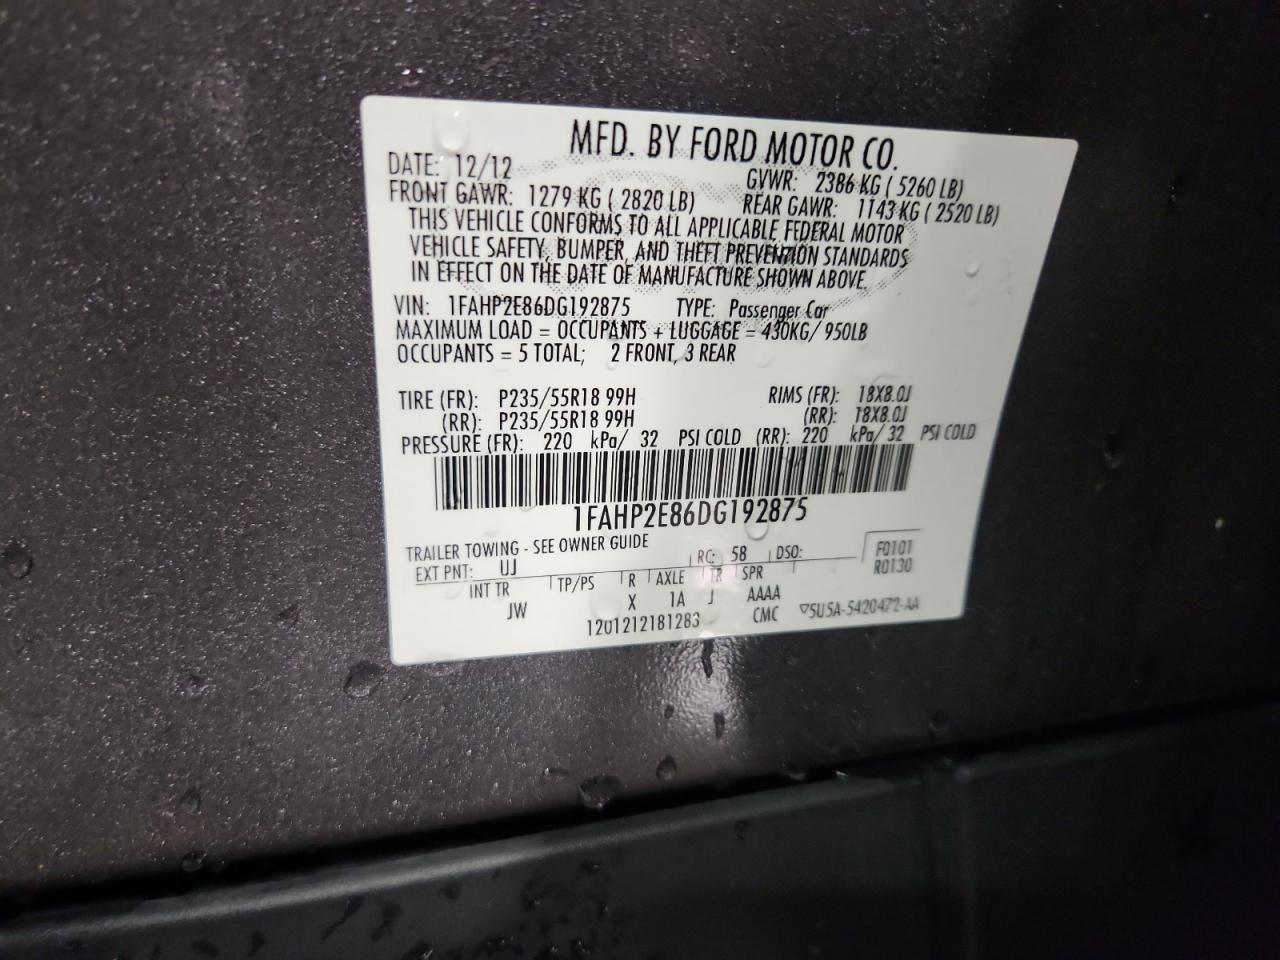 MFD. BY FORD MOTOR CO.
DATE: 12/12 GVWR: 2386 KG ( 5260 LB)
FRONT GAWR: 1279 KG ( 2820 LB) REAR GAWR: 1143 KG ( 2520 LB)
THIS VEHICLE CONFORMS TO ALL APPLICABLE FEDERAL MOTOR
VEHICLE SAFETY, BUMPER, AND THEFT PREVENTION STANDARDS
IN EFFECT ON THE DATE OF MANUFACTURE SHOWN ABOVE.
VIN: 1FAHP2E86DG192875 TYPE: Passenger Car
MAXIMUM LOAD = OCCUPANTS + LUGGAGE = 430KG/ 950LB
OCCUPANTS = 5 TOTAL; 2 FRONT, 3 REAR
TIRE (FR): P235/55R18 99H RIMS (FR): 18X8.0J
(RR): P235/55R18 99H (RR): 18X8.0J
PRESSURE (FR): 220 kPa/ 32 PSI COLD (RR): 220 kPa/ 32 PSI COLD
1FAHP2E86DG192875
TRAILER TOWING - SEE OWNER GUIDE
EXT PNT: UJ RC: 58 DSO: F0101
R0130
INT TR TP/PS R AXLE TR SPR
JW X 1A J AAAA
1201212181283 CMC 5U5A-5420472-AA